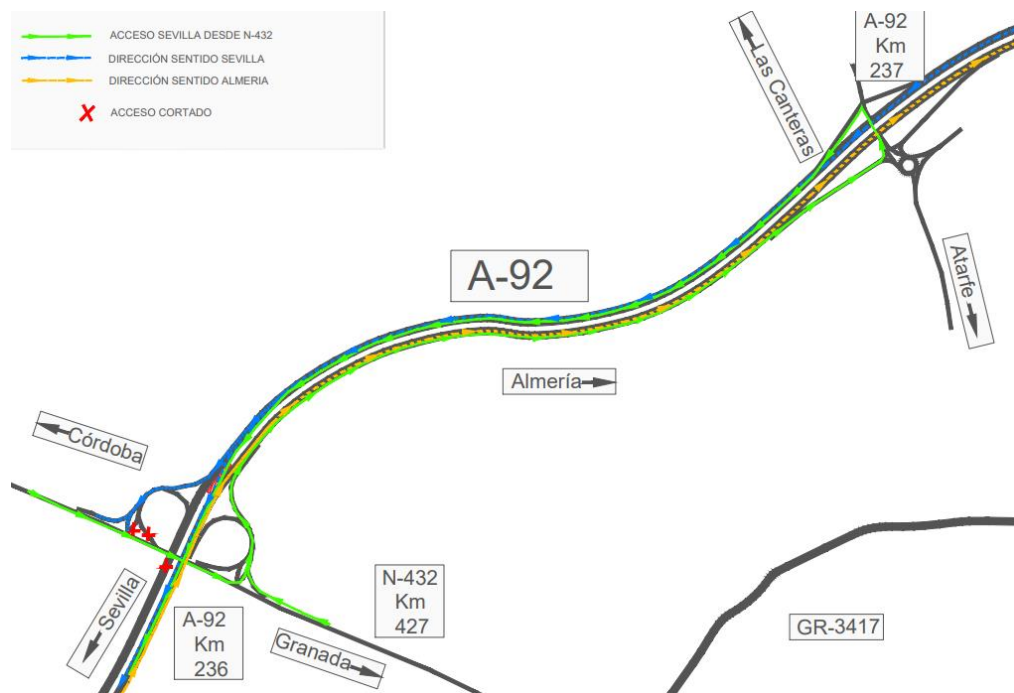 ACCESO SEVILLA DESDE N-432
DIRECCIÓN SENTIDO SEVILLA
DIRECCIÓN SENTIDO ALMERIA
ACCESO CORTADO
A-92
Km
237
Las Canteras
Atarfe
A-92
Almería
Córdoba
Sevilla
A-92
Km
236
Granada
N-432
Km
427
GR-3417